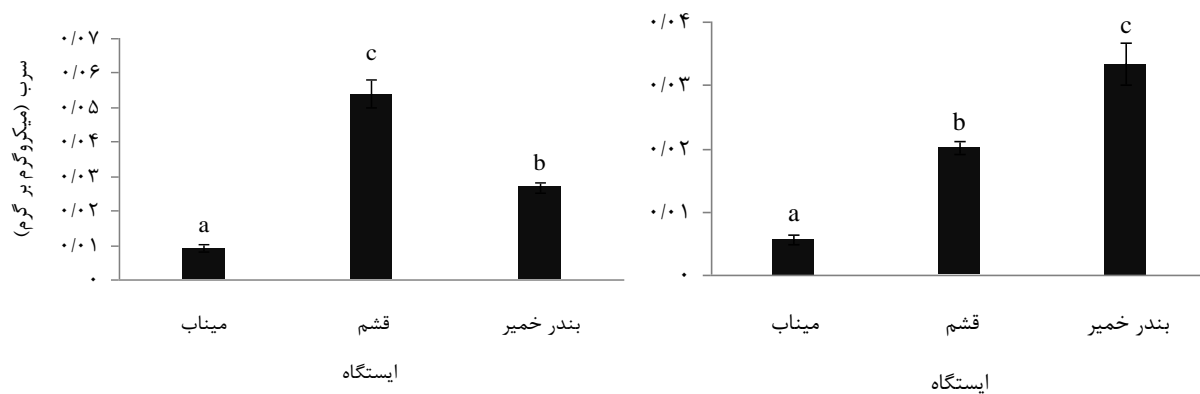 سرب (میکروگرم بر گرم)
۰/۰۷
۰/۰۶
۰/۰۵
۰/۰۴
۰/۰۳
۰/۰۲
۰/۰۱
۰
a
c
b
میناب
قشم
بندر خمیر
ایستگاه
۰/۰۴
۰/۰۳
۰/۰۲
۰/۰۱
۰
a
b
c
میناب
قشم
بندر خمیر
ایستگاه